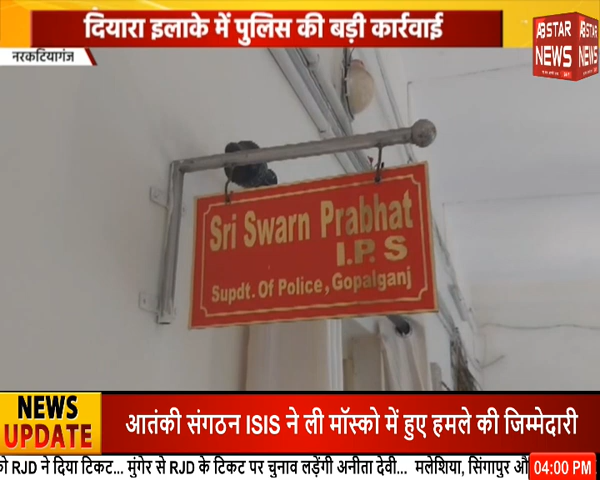 दियारा इलाके में पुलिस की बड़ी कार्रवाई
नरकटियागंज
ABSTAR
NEWS
Sri Swarn Prabhat
I.P. S
Supdt. Of Police, Gopalganj
NEWS
UPDATE
आतंकी संगठन ISIS ने ली मॉस्को में हुए हमले की जिम्मेदारी
को RJD ने दिया टिकट... मुंगेर से RJD के टिकट पर चुनाव लड़ेंगी अनीता देवी... मलेशिया, सिंगापुर औ
04:00 PM